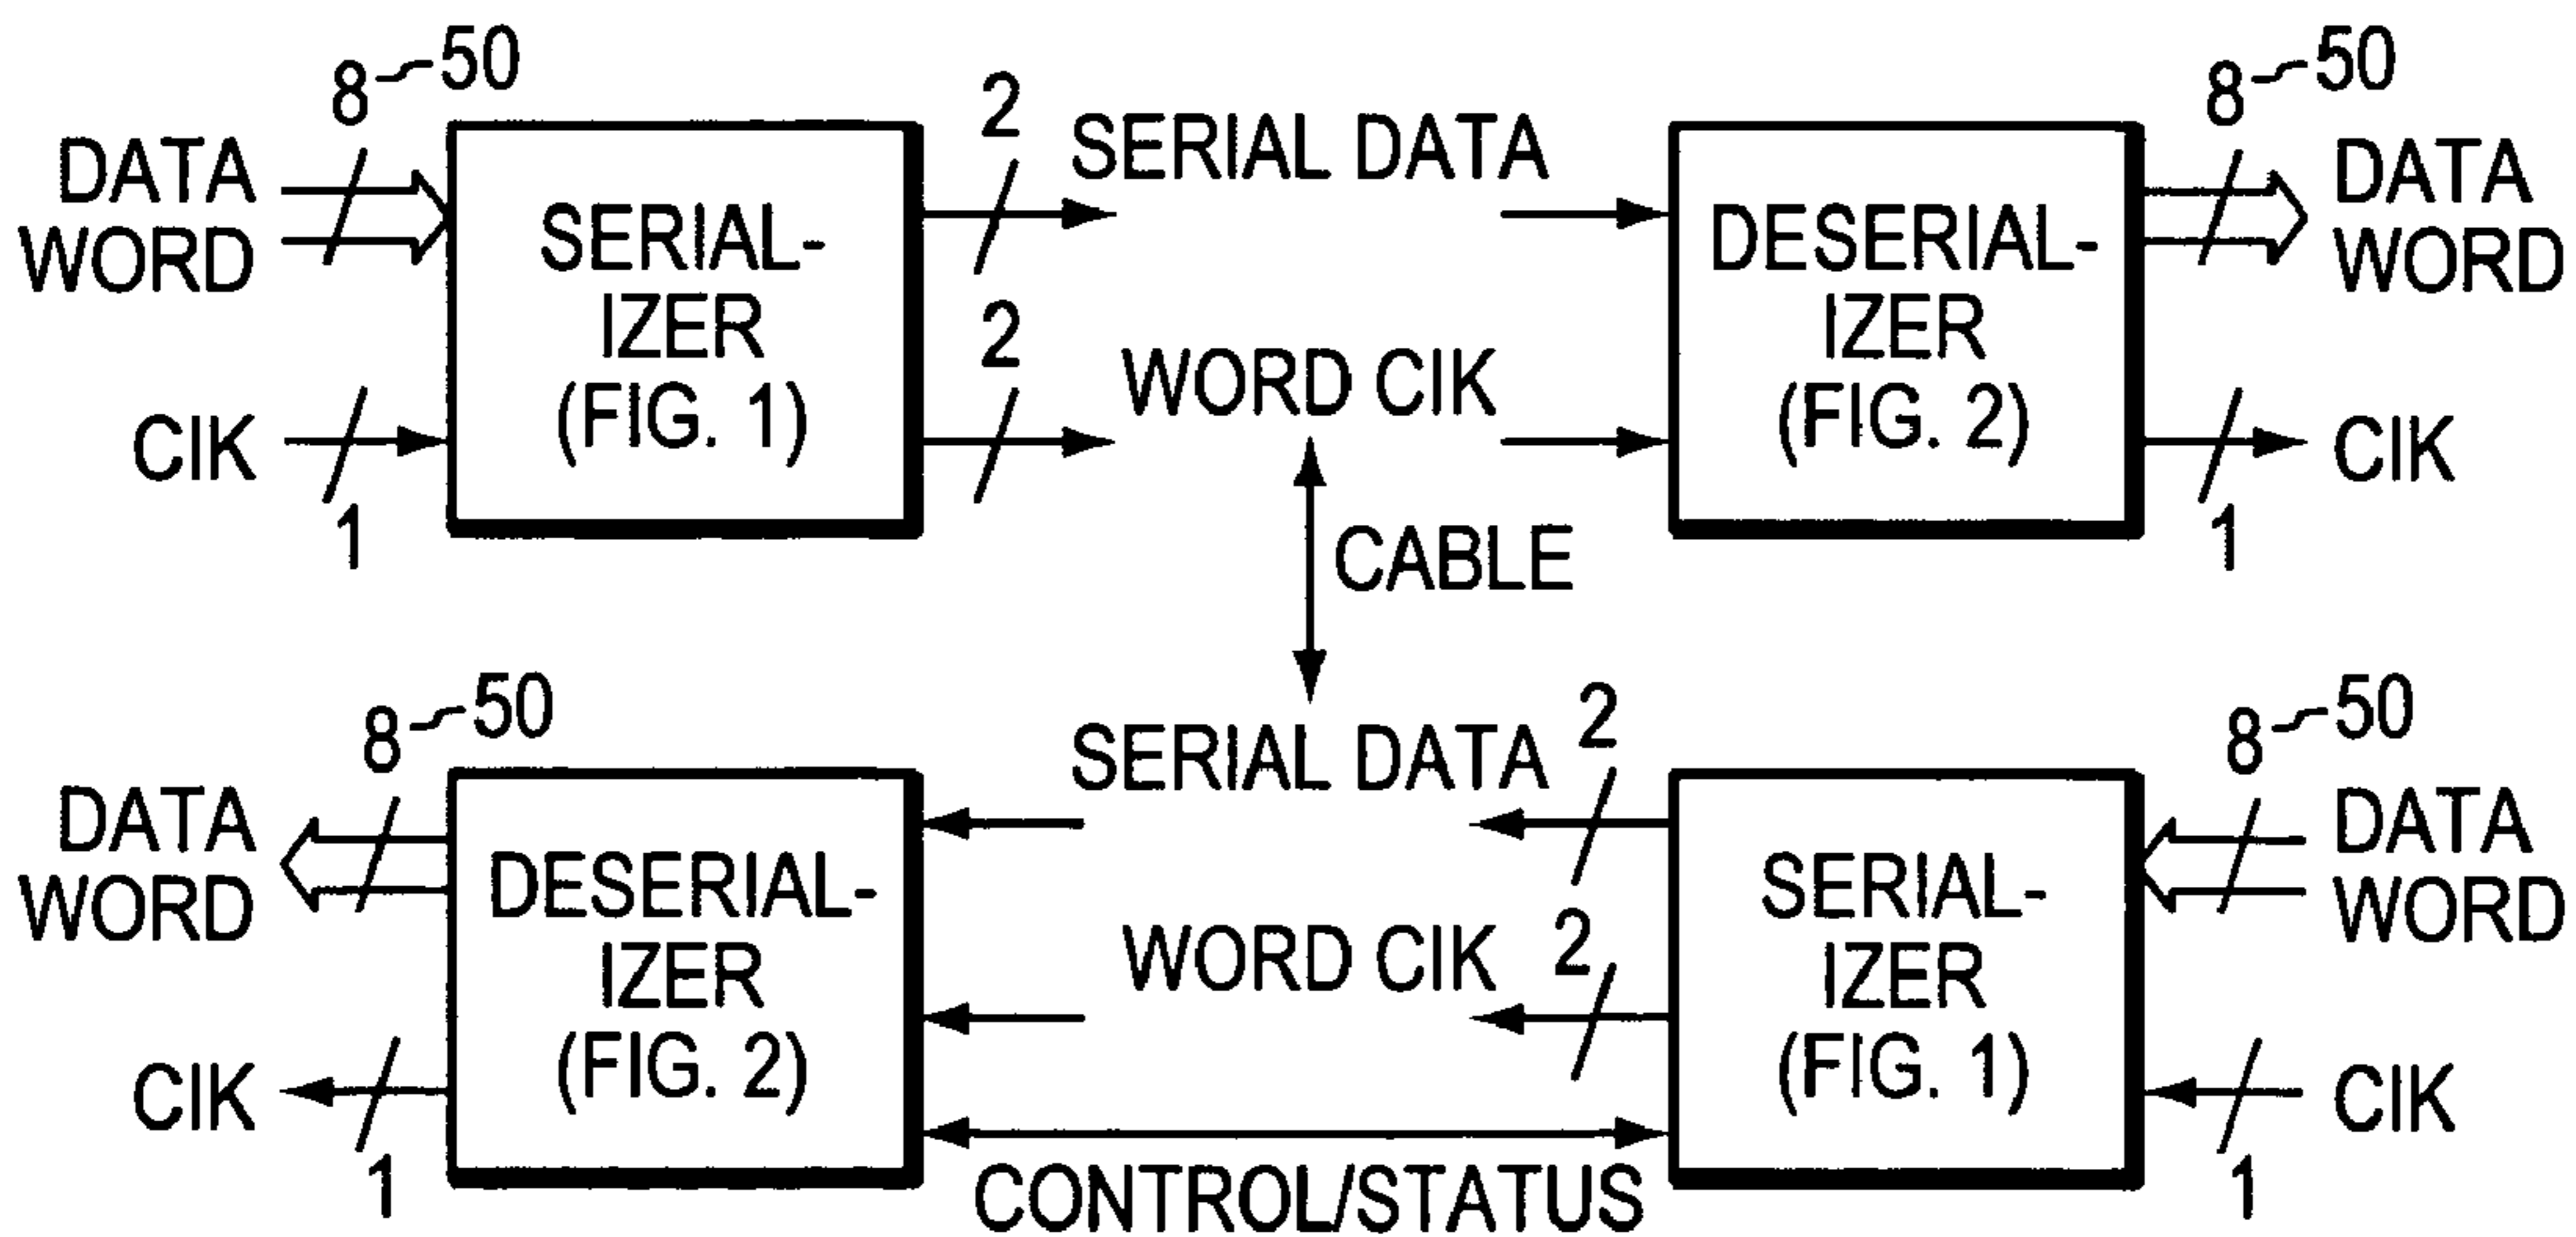 8~50
2
SERIAL DATA
8~50
DATA
WORD
SERIAL-
IZER
(FIG. 1)
DESERIAL-
IZER
(FIG. 2)
DATA
WORD
2
WORD CIK
CIK
1
CIK
1
CABLE
8~50
SERIAL DATA
2
8~50
DATA
WORD
DESERIAL-
IZER
(FIG. 2)
WORD CIK
2
SERIAL-
IZER
(FIG. 1)
DATA
WORD
CIK
1
CONTROL/STATUS
CIK
1